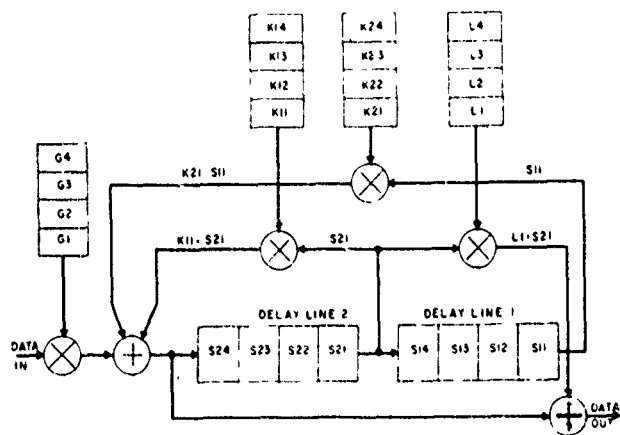 K14 K24 L4
K13 K23 L3
K12 K22 L2
K11 K21 L1
G4
G3
G2
G1
K21 S11 S11
K11 · S21 S21 L1·S21
DELAY LINE 2 DELAY LINE 1
DATA IN
S24 S23 S22 S21 S14 S13 S12 S11
DATA OUT